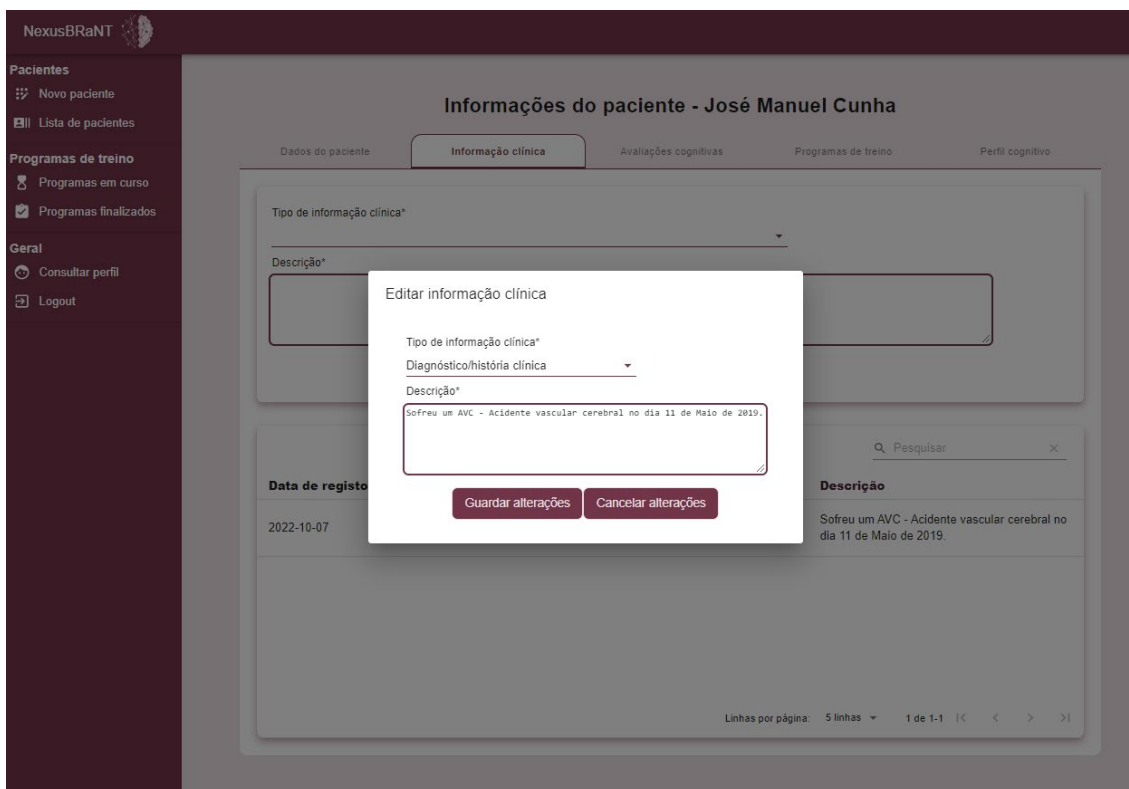 NexusBRaNT
Pacientes
Novo paciente
Lista de pacientes
Programas de treino
Programas em curso
Programas finalizados
Geral
Consultar perfil
Logout
Informações do paciente - José Manuel Cunha
Dados do paciente
Informação clínica
Avaliações cognitivas
Programas de treino
Perfil cognitivo
Tipo de informação clínica*
Descrição*
Editar informação clínica
Tipo de informação clínica*
Diagnóstico/história clínica
Descrição*
Sofreu um AVC - Acidente vascular cerebral no dia 11 de Maio de 2019.
Guardar alterações
Cancelar alterações
Pesquisar
Data de registo
Descrição
2022-10-07
Sofreu um AVC - Acidente vascular cerebral no
dia 11 de Maio de 2019.
Linhas por página: 5 linhas 1 de 1-1